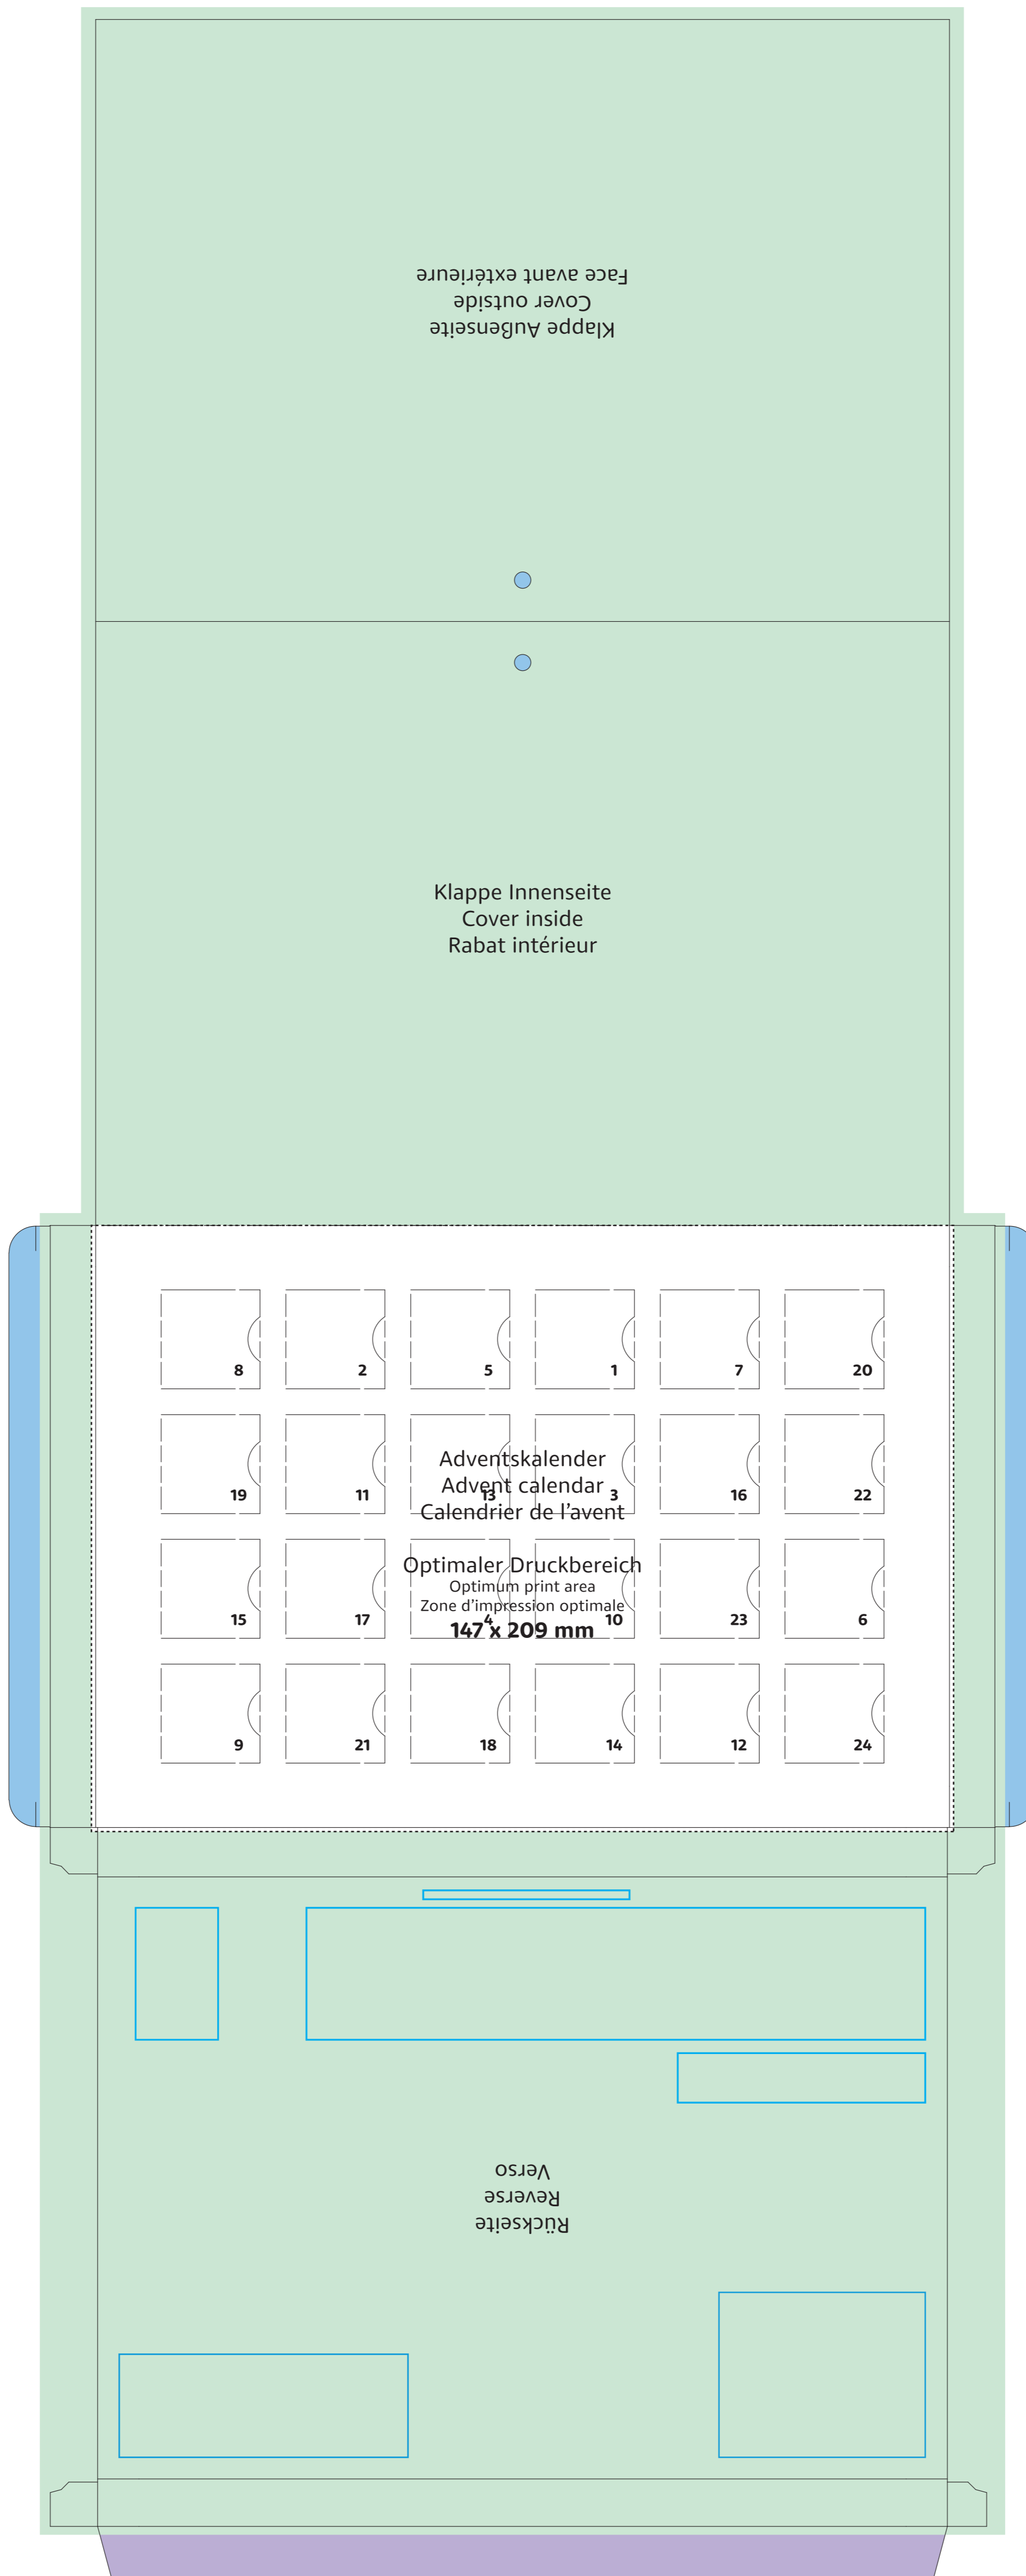 Klappe Außenseite
Cover outside
Face avant extérieure
Klappe Innenseite
Cover inside
Rabat intérieur
8 2 5 1 7 20
Adventskalender
Advent calendar
19 11 13 3 16 22
Calendrier de l'avent
Optimaler Druckbereich
Optimum print area
Zone d'impression optimale
15 17 4 10 23 6
147 x 209 mm
9 21 18 14 12 24
Rückseite
Reverse
Verso